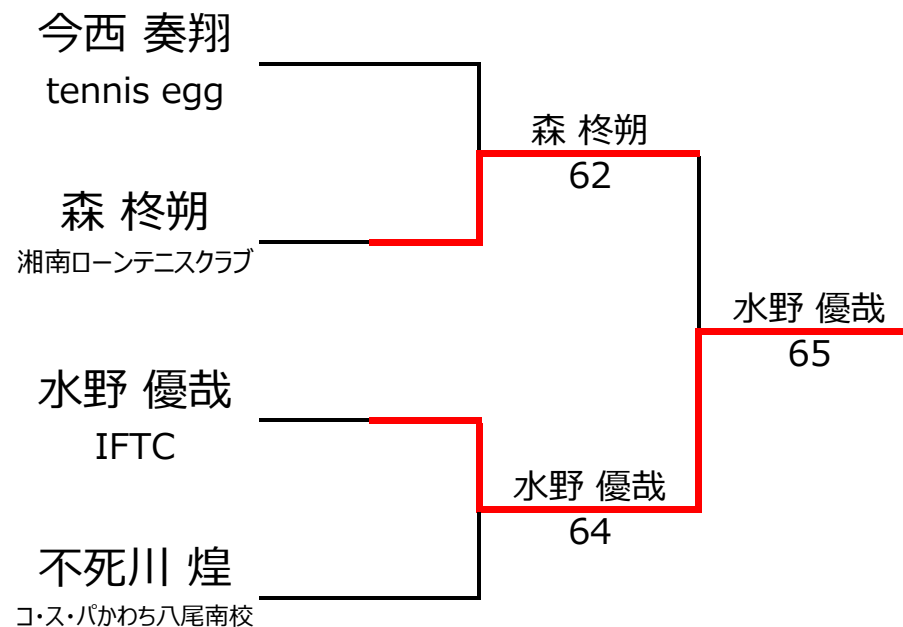 今西 奏翔
tennis egg
森 柊朔
湘南ローンテニスクラブ
水野 優哉
IFTC
不死川 煌
コ・ス・パかわち八尾南校
森 柊朔
62
水野 優哉
64
水野 優哉
65